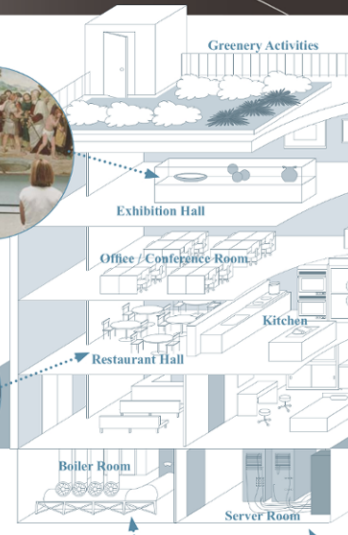 Greenery Activities
Exhibition Hall
Office / Conference Room
Kitchen
Restaurant Hall
Boiler Room
Server Room